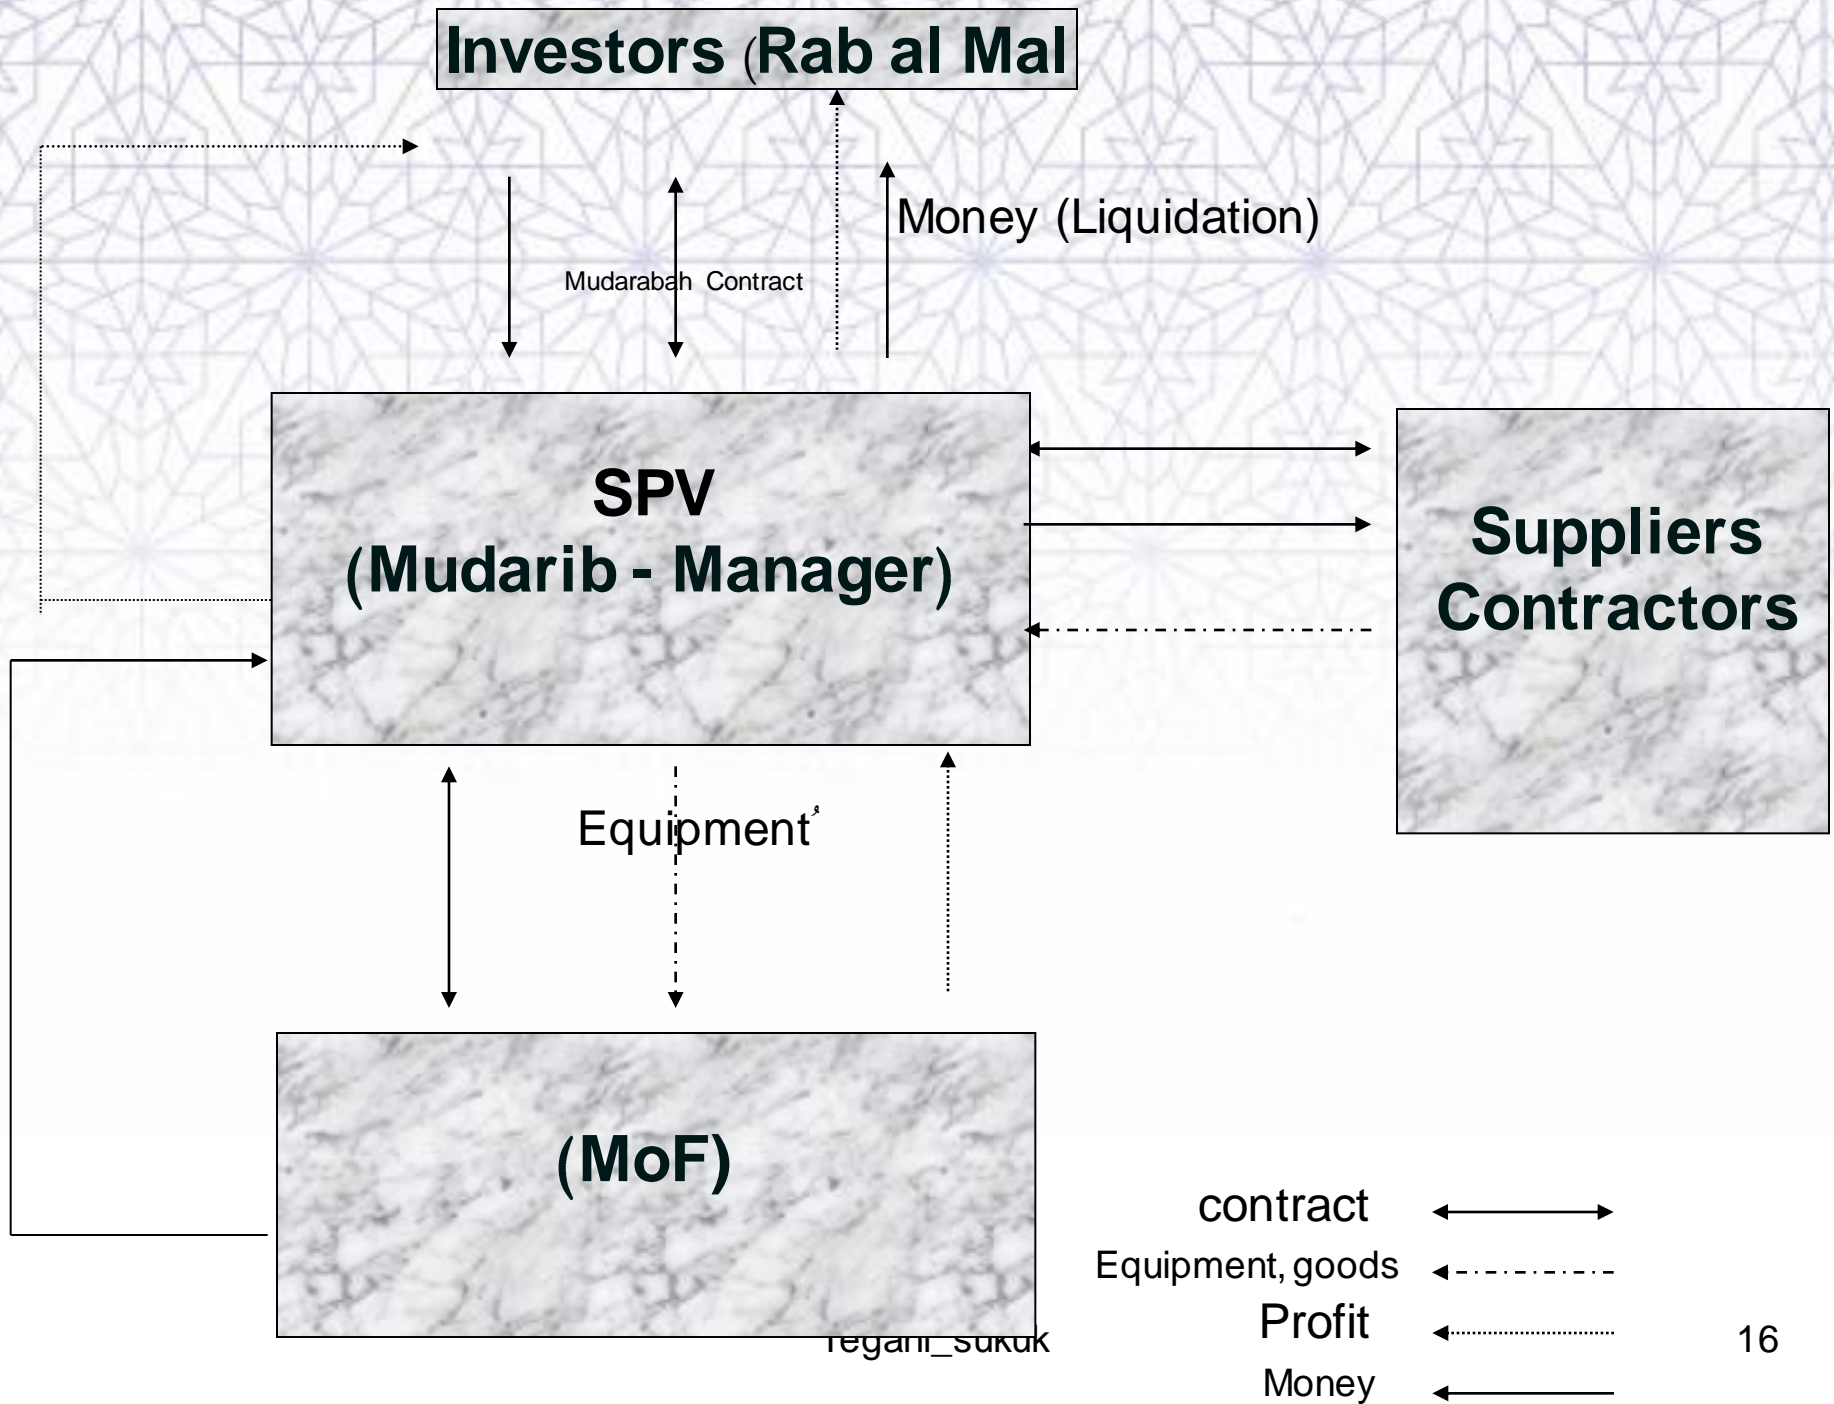 Investors (Rab al Mal
Money (Liquidation)
Mudarabah Contract
SPV
(Mudarib - Manager)
Suppliers
Contractors
Equipment
(MoF)
contract
Equipment, goods
Profit
16
Money